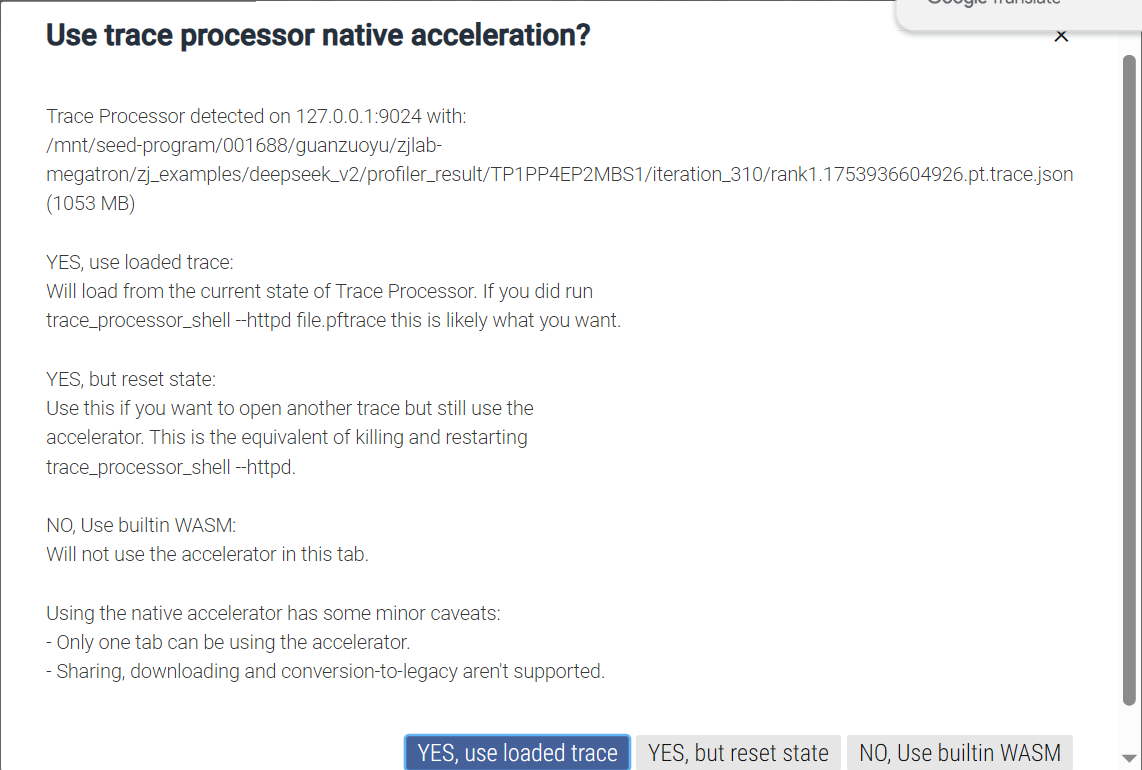 Google Translate
Use trace processor native acceleration?
Trace Processor detected on 127.0.0.1:9024 with:
/mnt/seed-program/001688/guanzuoyu/zjlab-
megatron/zj_examples/deepseek_v2/profiler_result/TP1PP4EP2MBS1/iteration_310/rank1.1753936604926.pt.trace.json
(1053 MB)
YES, use loaded trace:
Will load from the current state of Trace Processor. If you did run
trace_processor_shell --httpd file.pftrace this is likely what you want.
YES, but reset state:
Use this if you want to open another trace but still use the
accelerator. This is the equivalent of killing and restarting
trace_processor_shell --httpd.
NO, Use builtin WASM:
Will not use the accelerator in this tab.
Using the native accelerator has some minor caveats:
- Only one tab can be using the accelerator.
- Sharing, downloading and conversion-to-legacy aren't supported.
YES, use loaded trace YES, but reset state NO, Use builtin WASM